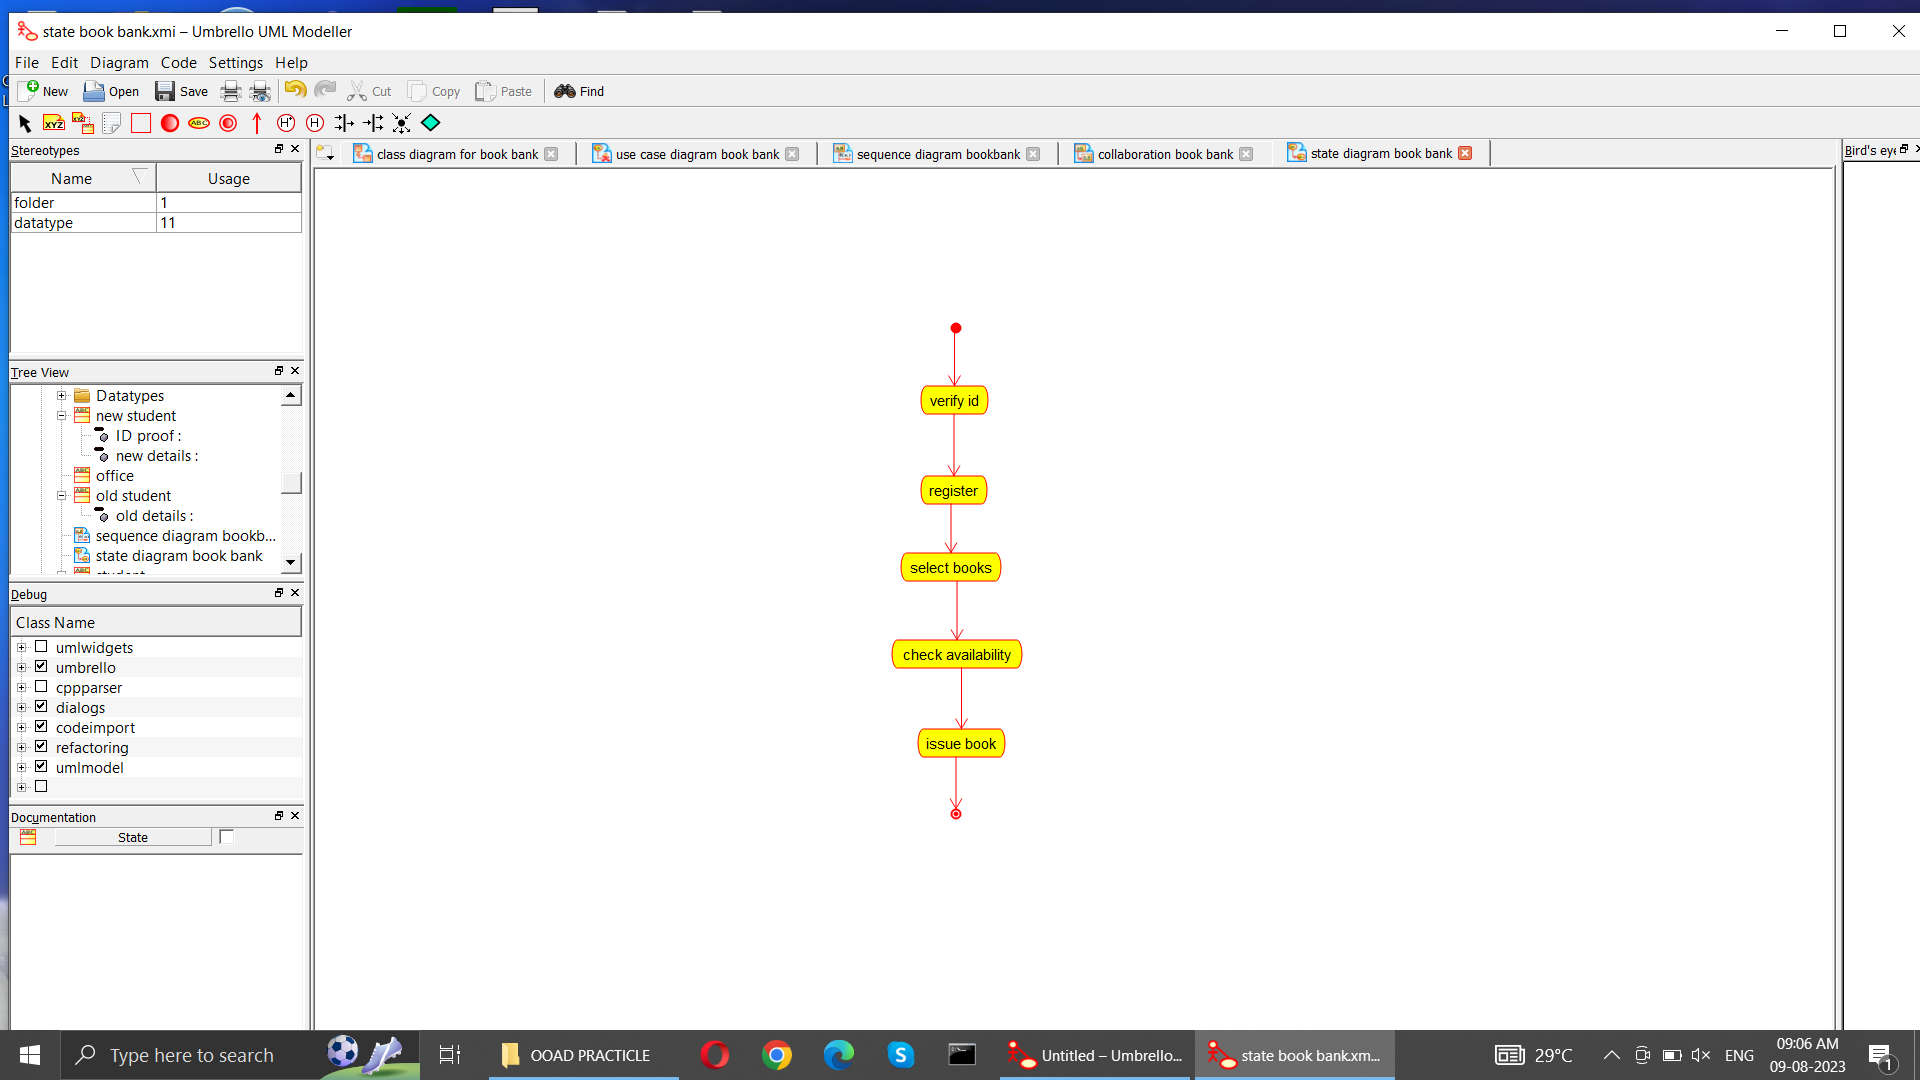 state book bank.xmi – Umbrello UML Modeller
File Edit Diagram Code Settings Help
New Open Save Cut Copy Paste Find
XYZ ABC H* H
Stereotypes
Name Usage
folder 1
datatype 11
class diagram for book bank
use case diagram book bank
sequence diagram bookbank
collaboration book bank
state diagram book bank
Bird's eye
Tree View
Datatypes
new student
ID proof :
new details :
office
old student
old details :
sequence diagram bookb...
state diagram book bank
Debug
Class Name
umlwidgets
umbrello
cppparser
dialogs
codeimport
refactoring
umlmodel
Documentation
State
verify id
register
select books
check availability
issue book
Type here to search
OOAD PRACTICLE
Untitled – Umbrello...
state book bank.xm...
29°C
ENG
09:06 AM
09-08-2023
1